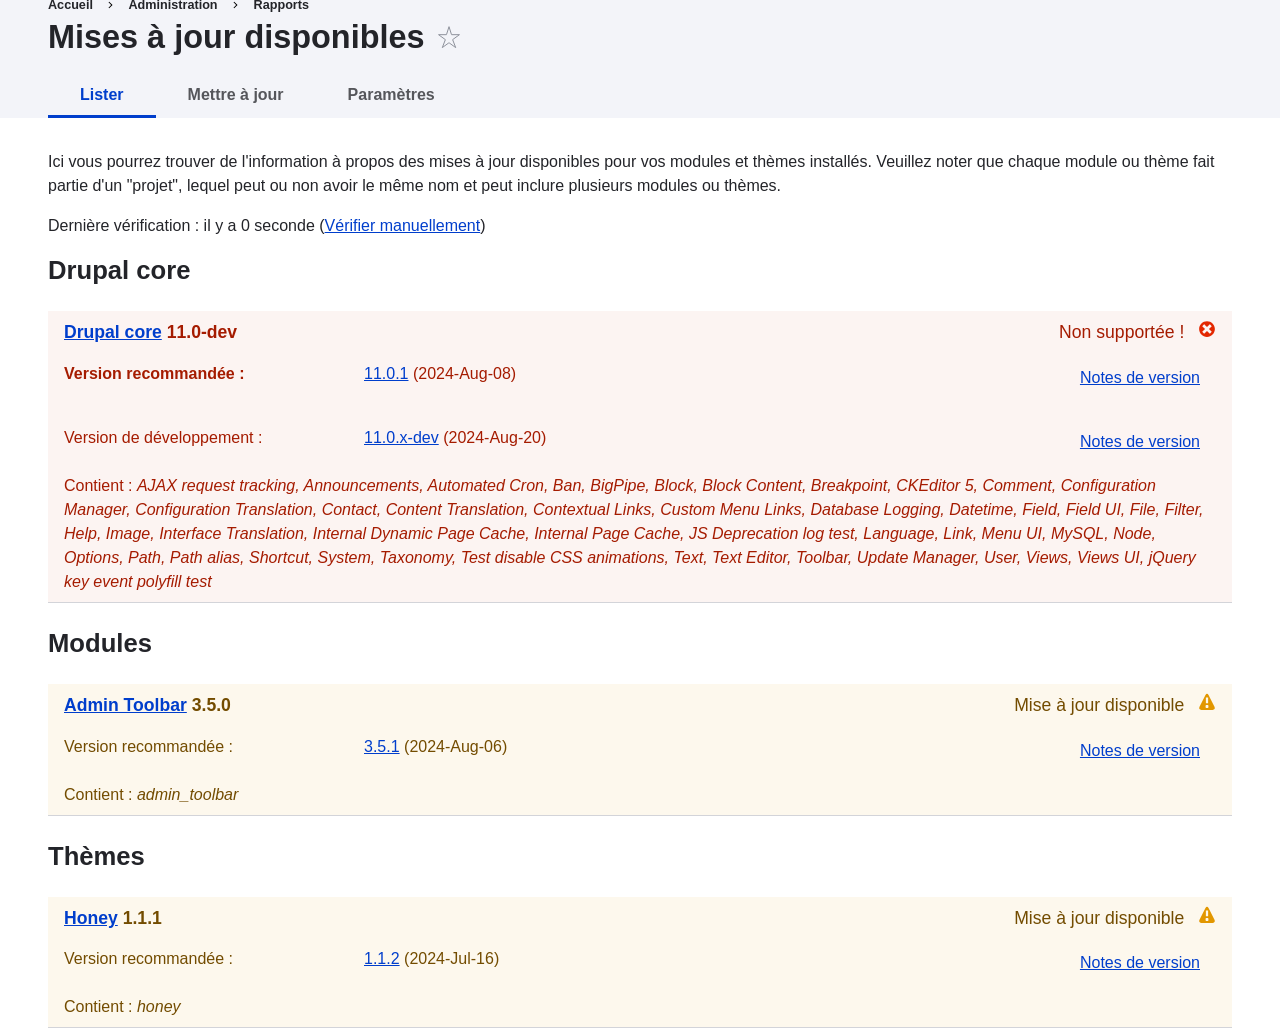 Accueil > Administration > Rapports
Mises à jour disponibles
Lister Mettre à jour Paramètres
Ici vous pourrez trouver de l'information à propos des mises à jour disponibles pour vos modules et thèmes installés. Veuillez noter que chaque module ou thème fait
partie d'un "projet", lequel peut ou non avoir le même nom et peut inclure plusieurs modules ou thèmes.
Dernière vérification : il y a 0 seconde (Vérifier manuellement)
Drupal core
Drupal core 11.0-dev Non supportée !
Version recommandée : 11.0.1 (2024-Aug-08) Notes de version
Version de développement : 11.0.x-dev (2024-Aug-20) Notes de version
Contient : AJAX request tracking, Announcements, Automated Cron, Ban, BigPipe, Block, Block Content, Breakpoint, CKEditor 5, Comment, Configuration
Manager, Configuration Translation, Contact, Content Translation, Contextual Links, Custom Menu Links, Database Logging, Datetime, Field, Field UI, File, Filter,
Help, Image, Interface Translation, Internal Dynamic Page Cache, Internal Page Cache, JS Deprecation log test, Language, Link, Menu UI, MySQL, Node,
Options, Path, Path alias, Shortcut, System, Taxonomy, Test disable CSS animations, Text, Text Editor, Toolbar, Update Manager, User, Views, Views UI, jQuery
key event polyfill test
Modules
Admin Toolbar 3.5.0 Mise à jour disponible
Version recommandée : 3.5.1 (2024-Aug-06) Notes de version
Contient : admin_toolbar
Thèmes
Honey 1.1.1 Mise à jour disponible
Version recommandée : 1.1.2 (2024-Jul-16) Notes de version
Contient : honey